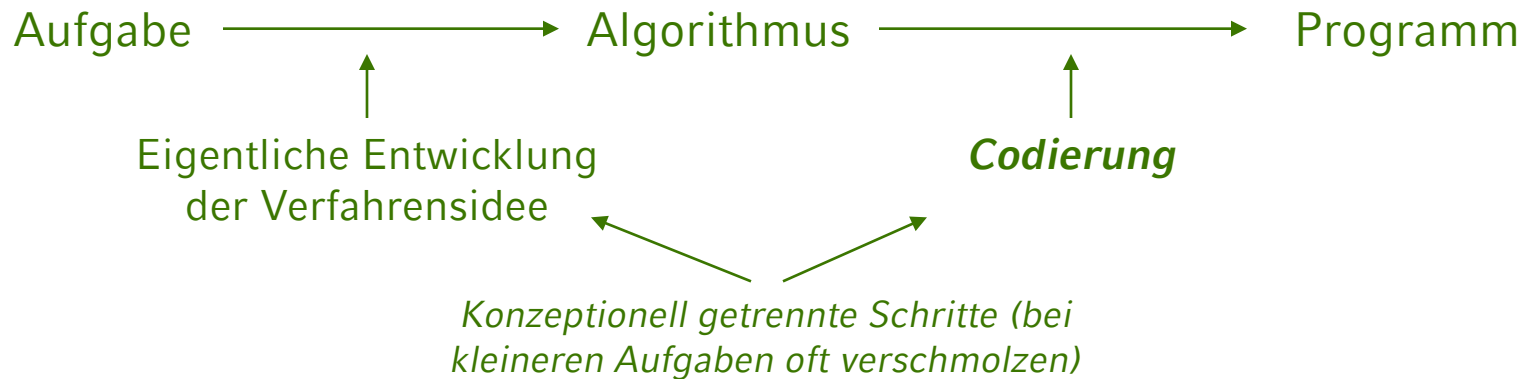 Aufgabe Algorithmus Programm
Eigentliche Entwicklung
der Verfahrensidee
Codierung
Konzeptionell getrennte Schritte (bei
kleineren Aufgaben oft verschmolzen)